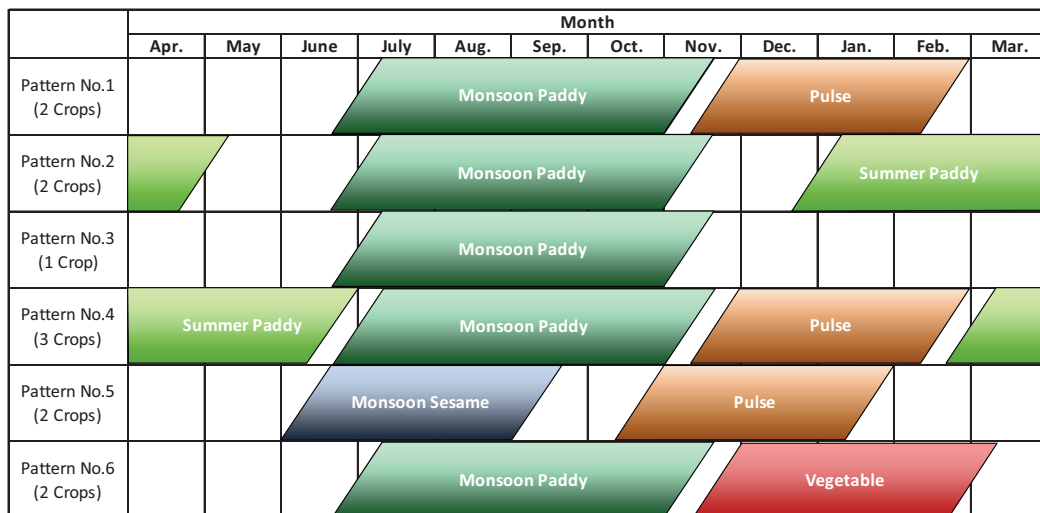 Month
Apr. May June July Aug. Sep. Oct. Nov. Dec. Jan. Feb. Mar.
Pattern No.1
(2 Crops)
Monsoon Paddy
Pulse
Pattern No.2
(2 Crops)
Monsoon Paddy
Summer Paddy
Pattern No.3
(1 Crop)
Monsoon Paddy
Pattern No.4
(3 Crops)
Summer Paddy
Monsoon Paddy
Pulse
Pattern No.5
(2 Crops)
Monsoon Sesame
Pulse
Pattern No.6
(2 Crops)
Monsoon Paddy
Vegetable